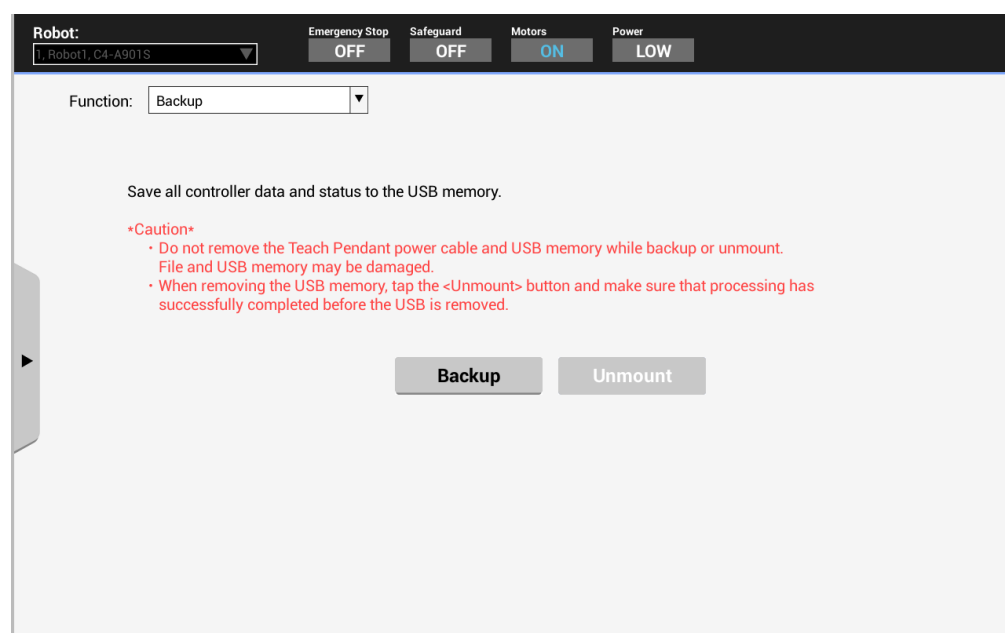 Robot:
1, Robot1, C4-A901S
Emergency Stop
OFF
Safeguard
OFF
Motors
ON
Power
LOW
Function: Backup
Save all controller data and status to the USB memory.
*Caution*
・Do not remove the Teach Pendant power cable and USB memory while backup or unmount.
File and USB memory may be damaged.
・When removing the USB memory, tap the <Unmount> button and make sure that processing has
successfully completed before the USB is removed.
Backup
Unmount